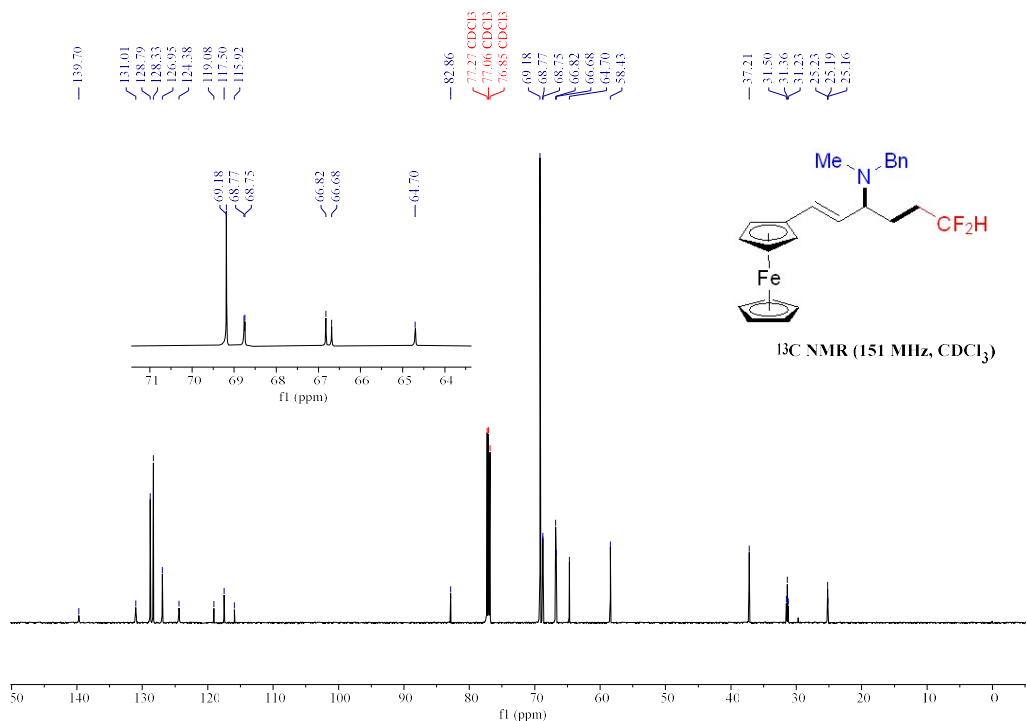 139.70
131.01
128.79
128.33
126.95
124.38
119.08
117.50
115.92
82.86
77.27 CDCl3
77.06 CDCl3
76.85 CDCl3
69.18
68.77
68.75
66.82
66.68
64.70
58.43
37.21
31.50
31.36
31.23
25.23
25.19
25.16
69.18
68.77
68.75
66.82
66.68
64.70
71 70 69 68 67 66 65 64
f1 (ppm)
Me Bn
N
CF₂H
Fe
¹³C NMR (151 MHz, CDCl₃)
50 140 130 120 110 100 90 80 70 60 50 40 30 20 10 0
f1 (ppm)